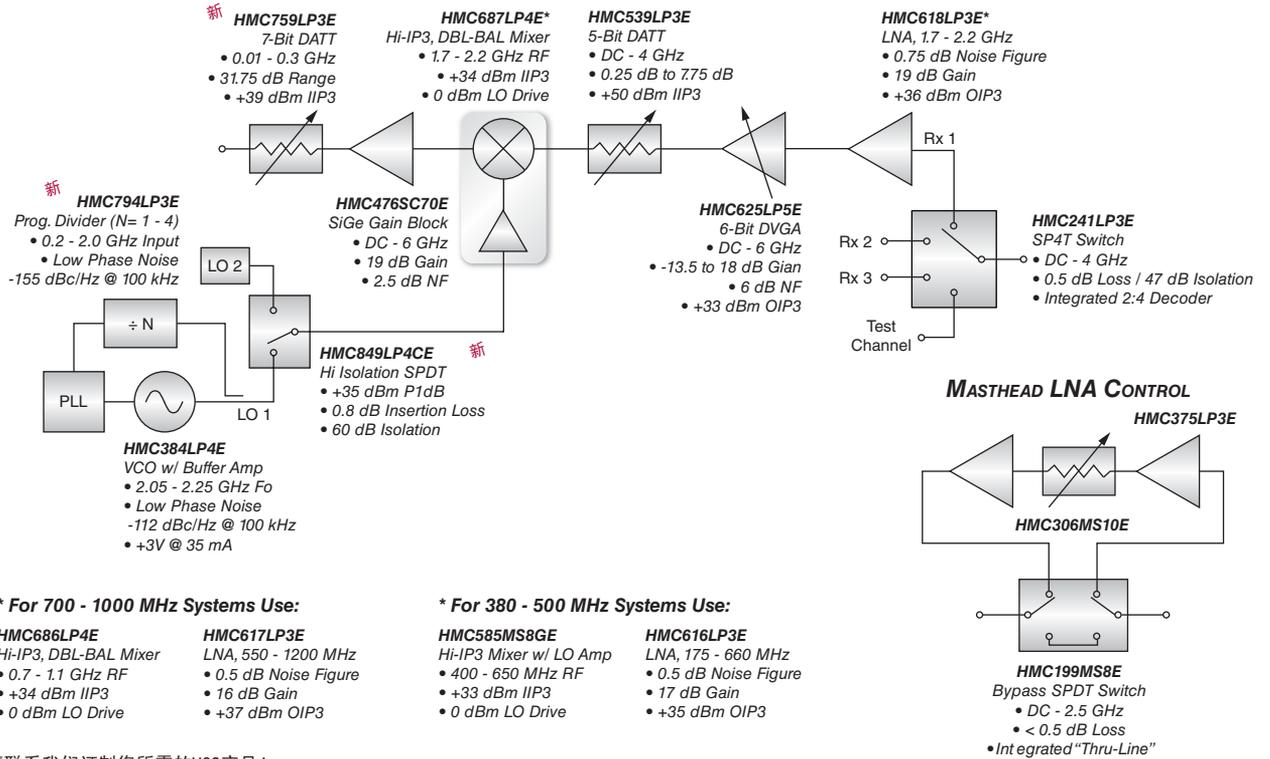 新
HMC759LP3E
7-Bit DATT
• 0.01 - 0.3 GHz
• 31.75 dB Range
• +39 dBm IIP3
HMC687LP4E*
Hi-IP3, DBL-BAL Mixer
• 1.7 - 2.2 GHz RF
• +34 dBm IIP3
• 0 dBm LO Drive
HMC539LP3E
5-Bit DATT
• DC - 4 GHz
• 0.25 dB to 7.75 dB
• +50 dBm IIP3
HMC618LP3E*
LNA, 1.7 - 2.2 GHz
• 0.75 dB Noise Figure
• 19 dB Gain
• +36 dBm OIP3
Rx 1
新
HMC794LP3E
Prog. Divider (N= 1 - 4)
• 0.2 - 2.0 GHz Input
• Low Phase Noise
-155 dBc/Hz @ 100 kHz
HMC476SC70E
SiGe Gain Block
• DC - 6 GHz
• 19 dB Gain
• 2.5 dB NF
HMC625LP5E
6-Bit DVGA
• DC - 6 GHz
• -13.5 to 18 dB Gian
• 6 dB NF
• +33 dBm OIP3
Rx 2
Rx 3
Test
Channel
HMC241LP3E
SP4T Switch
• DC - 4 GHz
• 0.5 dB Loss / 47 dB Isolation
• Integrated 2:4 Decoder
LO 2
÷ N
PLL
LO 1
新
HMC849LP4CE
Hi Isolation SPDT
• +35 dBm P1dB
• 0.8 dB Insertion Loss
• 60 dB Isolation
HMC384LP4E
VCO w/ Buffer Amp
• 2.05 - 2.25 GHz Fo
• Low Phase Noise
-112 dBc/Hz @ 100 kHz
• +3V @ 35 mA
MASTHEAD LNA CONTROL
HMC375LP3E
HMC306MS10E
HMC199MS8E
Bypass SPDT Switch
• DC - 2.5 GHz
• < 0.5 dB Loss
• Integrated “Thru-Line”
* For 700 - 1000 MHz Systems Use:
HMC686LP4E
Hi-IP3, DBL-BAL Mixer
• 0.7 - 1.1 GHz RF
• +34 dBm IIP3
• 0 dBm LO Drive
HMC617LP3E
LNA, 550 - 1200 MHz
• 0.5 dB Noise Figure
• 16 dB Gain
• +37 dBm OIP3
* For 380 - 500 MHz Systems Use:
HMC585MS8GE
Hi-IP3 Mixer w/ LO Amp
• 400 - 650 MHz RF
• +33 dBm IIP3
• 0 dBm LO Drive
HMC616LP3E
LNA, 175 - 660 MHz
• 0.5 dB Noise Figure
• 17 dB Gain
• +35 dBm OIP3